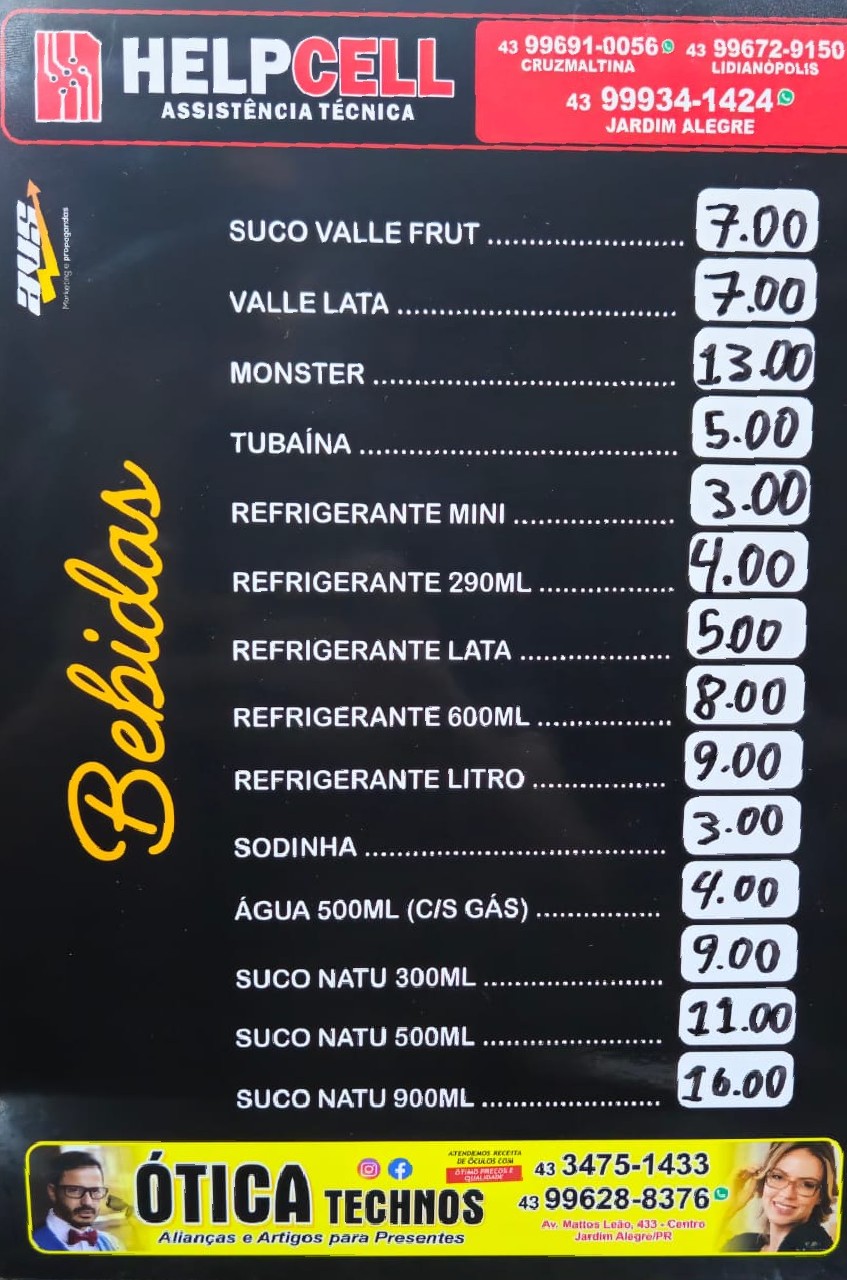 HELPCELL
ASSISTÊNCIA TÉCNICA
43 99691-0056 43 99672-9150
CRUZMALTINA LIDIANÓPOLIS
43 99934-1424
JARDIM ALEGRE
avs
Marketing e propagandas
Bebidas
SUCO VALLE FRUT ............................ 7.00
VALLE LATA ........................................ 7.00
MONSTER ........................................... 13.00
TUBAÍNA ............................................. 5.00
REFRIGERANTE MINI ....................... 3.00
REFRIGERANTE 290ML ................... 4.00
REFRIGERANTE LATA ..................... 5.00
REFRIGERANTE 600ML ................... 8.00
REFRIGERANTE LITRO ................... 9.00
SODINHA ........................................... 3.00
ÁGUA 500ML (C/S GÁS) ................. 4.00
SUCO NATU 300ML ......................... 9.00
SUCO NATU 500ML ......................... 11.00
SUCO NATU 900ML ......................... 16.00
ÓTICA TECHNOS
Alianças e Artigos para Presentes
ATENDEMOS RECEITA
DE ÓCULOS COM
ÓTIMO PREÇOS E
QUALIDADE
43 3475-1433
43 99628-8376
Av. Mattos Leão, 433 - Centro
Jardim Alegre/PR